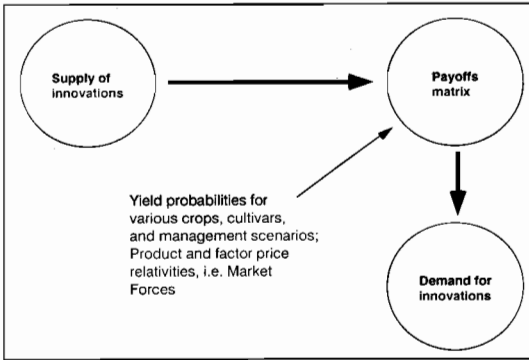 Supply of
innovations
Payoffs
matrix
Yield probabilities for
various crops, cultivars,
and management scenarios;
Product and factor price
relativities, i.e. Market
Forces
Demand for
innovations